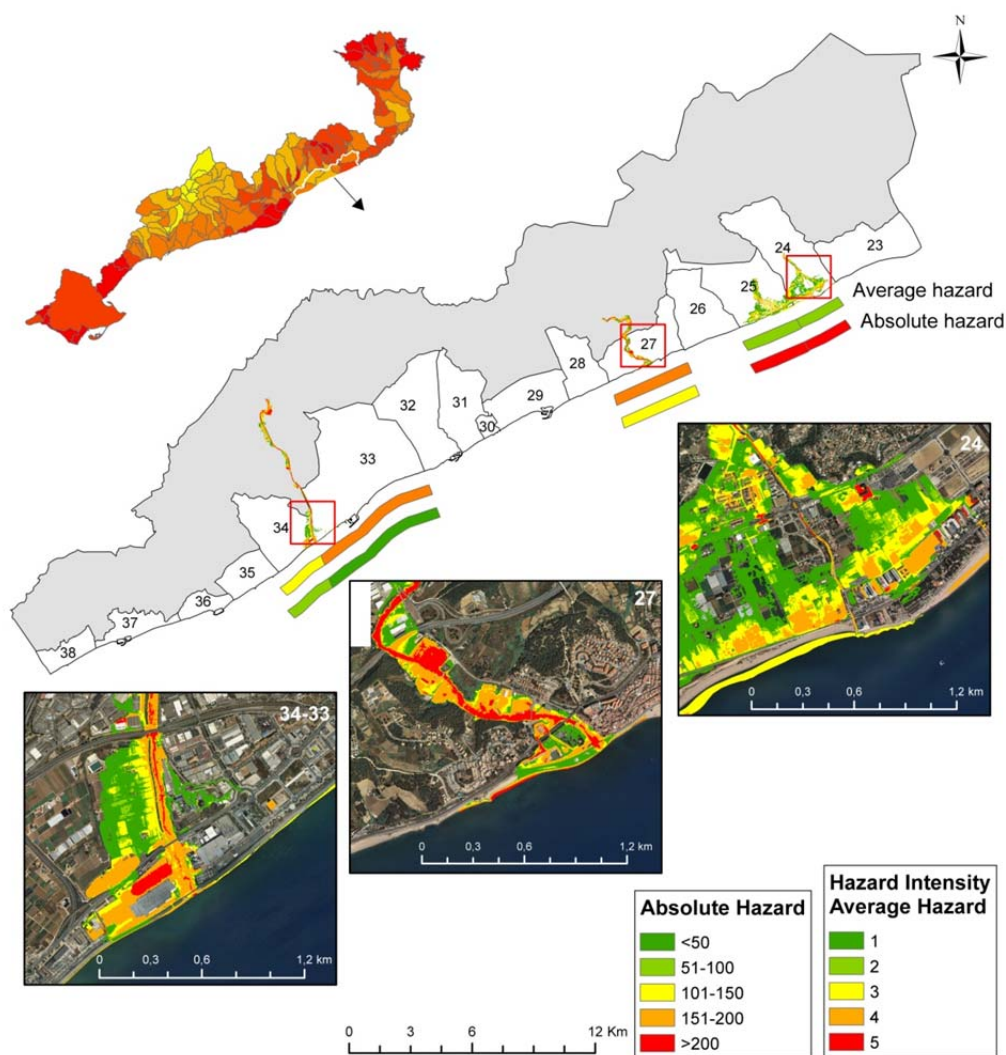 N
24
23
25
Average hazard
26
Absolute hazard
27
28
32
31
29
30
33
24
34
27
0 0,3 0,6 1,2 km
35
36
37
38
34-33
0 0,3 0,6 1,2 km
Absolute Hazard
<50
51-100
101-150
151-200
>200
Hazard Intensity
Average Hazard
1
2
3
4
5
0 0,3 0,6 1,2 km
0 3 6 12 Km